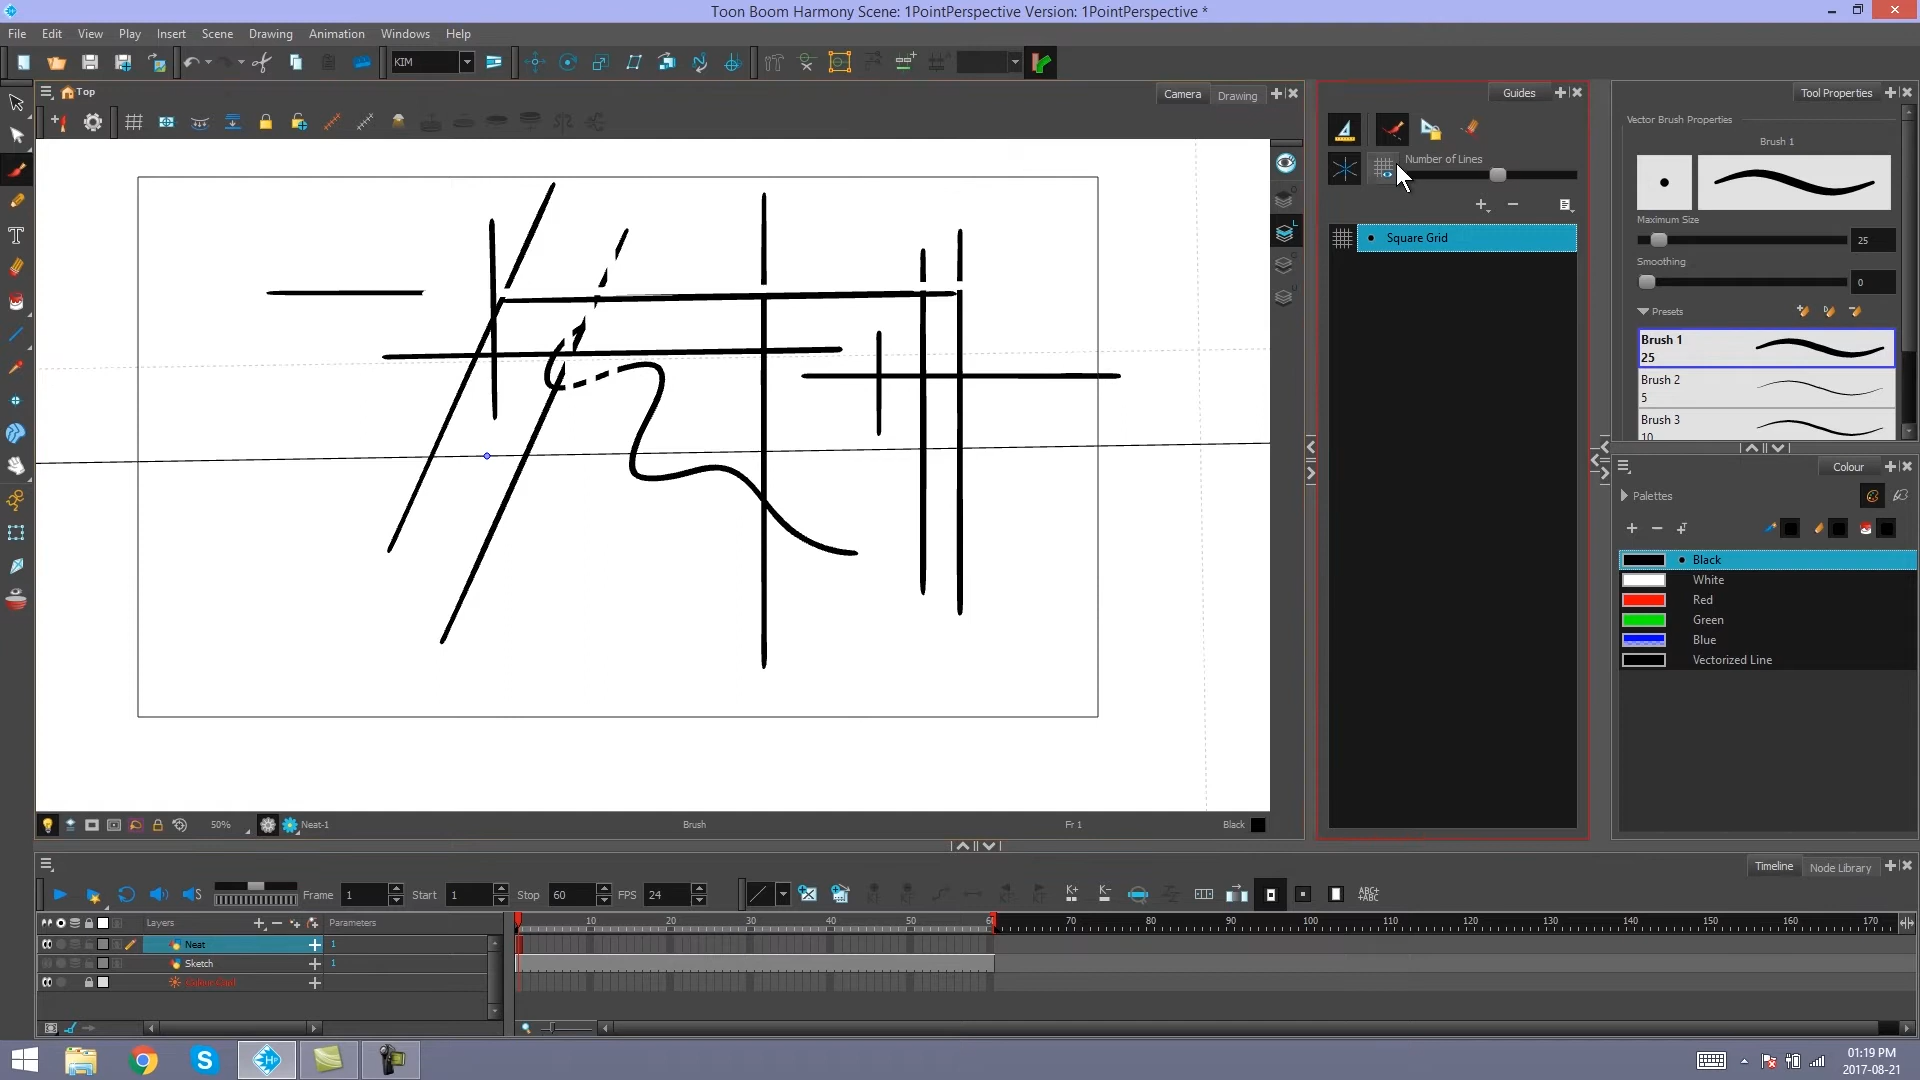 Toon Boom Harmony Scene: 1PointPerspective Version: 1PointPerspective *
File Edit View Play Insert Scene Drawing Animation Windows Help
KIM
Top
Camera
Drawing
Guides
Number of Lines
Square Grid
Tool Properties
Vector Brush Properties
Brush 1
Maximum Size
25
Smoothing
0
Presets
Brush 1
25
Brush 2
5
Brush 3
10
Colour
Palettes
Black
White
Red
Green
Blue
Vectorized Line
50%
Neat-1
Brush
Fr 1
Black
Timeline
Node Library
Frame 1 Start 1 Stop 60 FPS 24
K+
K-
ABC+
+ABC
Layers
Parameters
10 20 30 40 50 60 70 80 90 100 110 120 130 140 150 160 170
Neat 1
Sketch 1
01:19 PM
2017-08-21